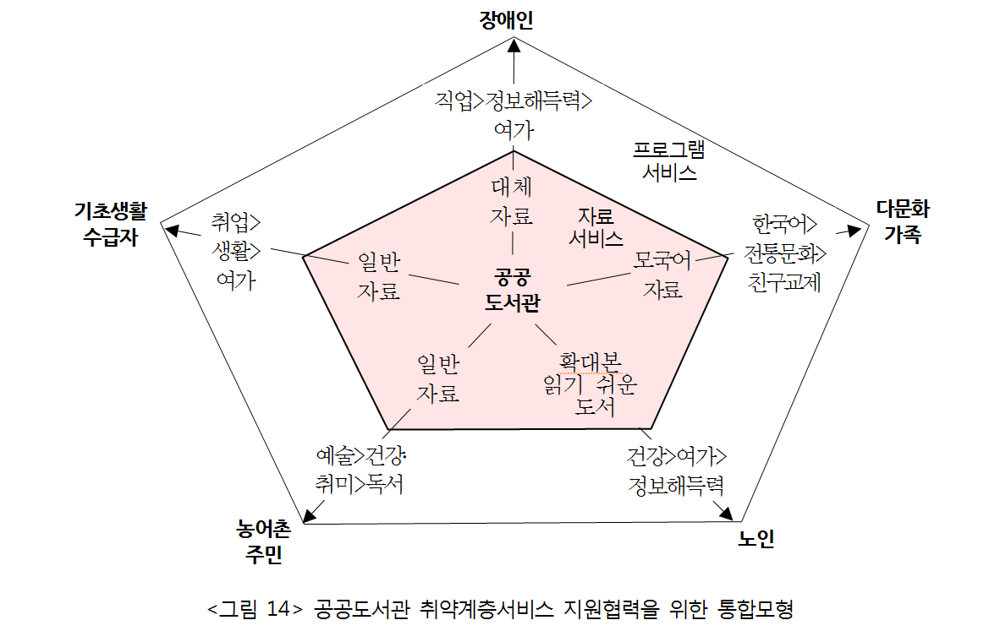 장애인
직업>정보해득력>
여가
프로그램
서비스
대체
자료
자료
서비스
기초생활
수급자
취업>
생활>
여가
일반
자료
공공
도서관
모국어
자료
한국어>
전통문화>
친구교제
다문화
가족
일반
자료
확대본
읽기 쉬운
도서
예술>건강·
취미>독서
건강>여가>
정보해득력
농어촌
주민
노인
<그림 14> 공공도서관 취약계층서비스 지원협력을 위한 통합모형